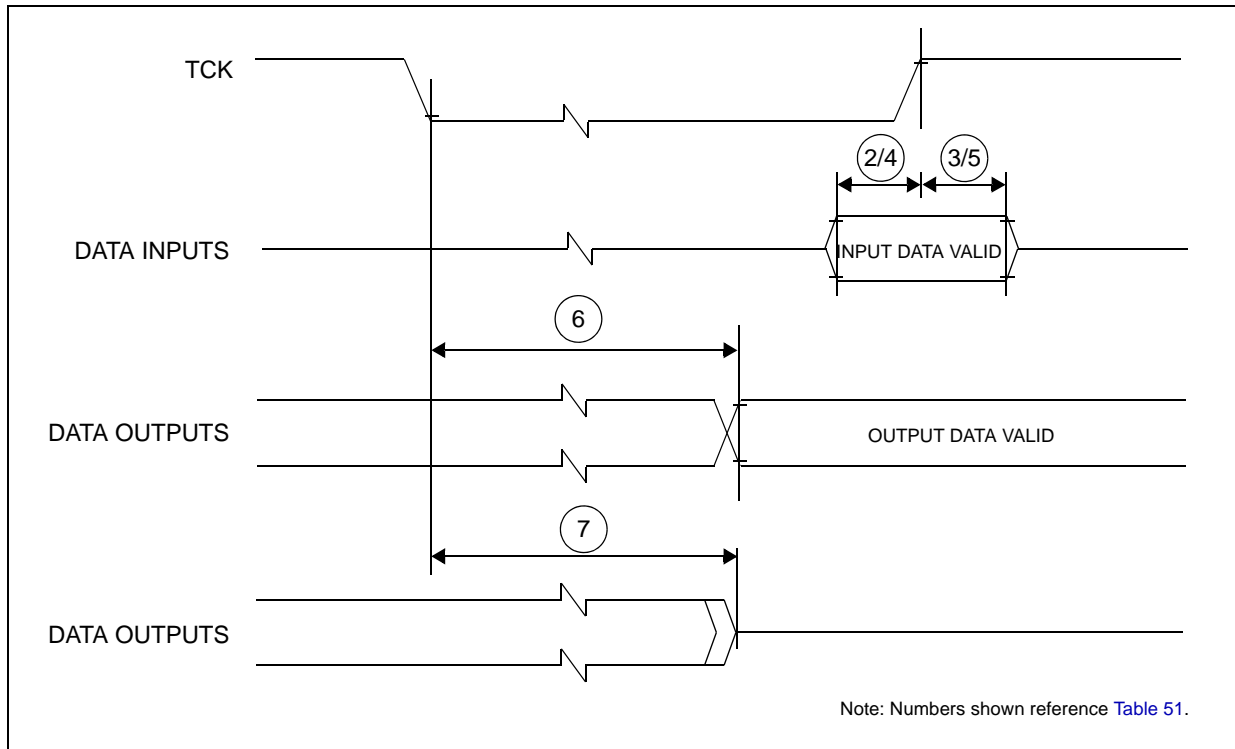 TCK
2/4
3/5
DATA INPUTS
INPUT DATA VALID
6
DATA OUTPUTS
OUTPUT DATA VALID
7
DATA OUTPUTS
Note: Numbers shown reference Table 51.